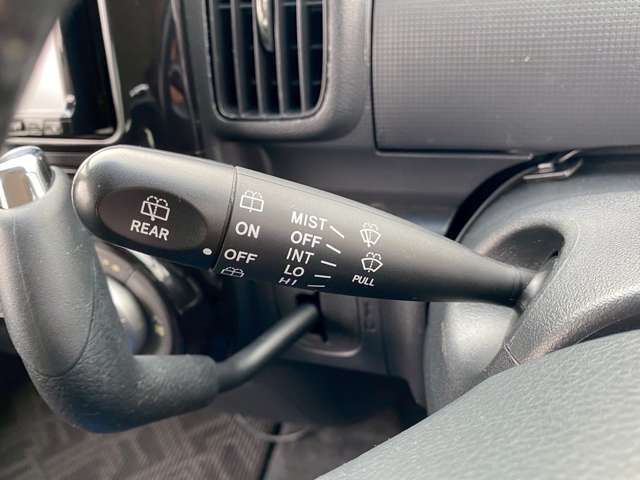 REAR
ON
OFF
MIST
OFF
INT
LO
HI
PULL